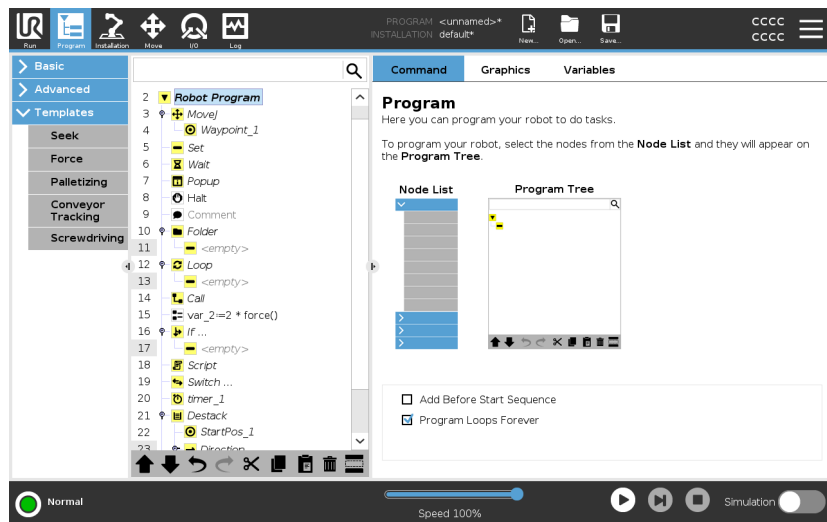 PROGRAM <unnamed>*
INSTALLATION default*
UR
Run
Program
Installation
Move
I/O
Log
New...
Open...
Save...
cccc
cccc
Basic
Advanced
Templates
Seek
Force
Palletizing
Conveyor
Tracking
Screwdriving
2 Robot Program
3 MoveJ
4 Waypoint_1
5 Set
6 Wait
7 Popup
8 Halt
9 Comment
10 Folder
11 <empty>
12 Loop
13 <empty>
14 Call
15 var_2:=2 * force()
16 If ...
17 <empty>
18 Script
19 Switch ...
20 timer_1
21 Destack
22 StartPos_1
23 Direction
Command
Graphics
Variables
Program
Here you can program your robot to do tasks.
To program your robot, select the nodes from the Node List and they will appear on
the Program Tree.
Node List
Program Tree
Add Before Start Sequence
Program Loops Forever
Normal
Speed 100%
Simulation